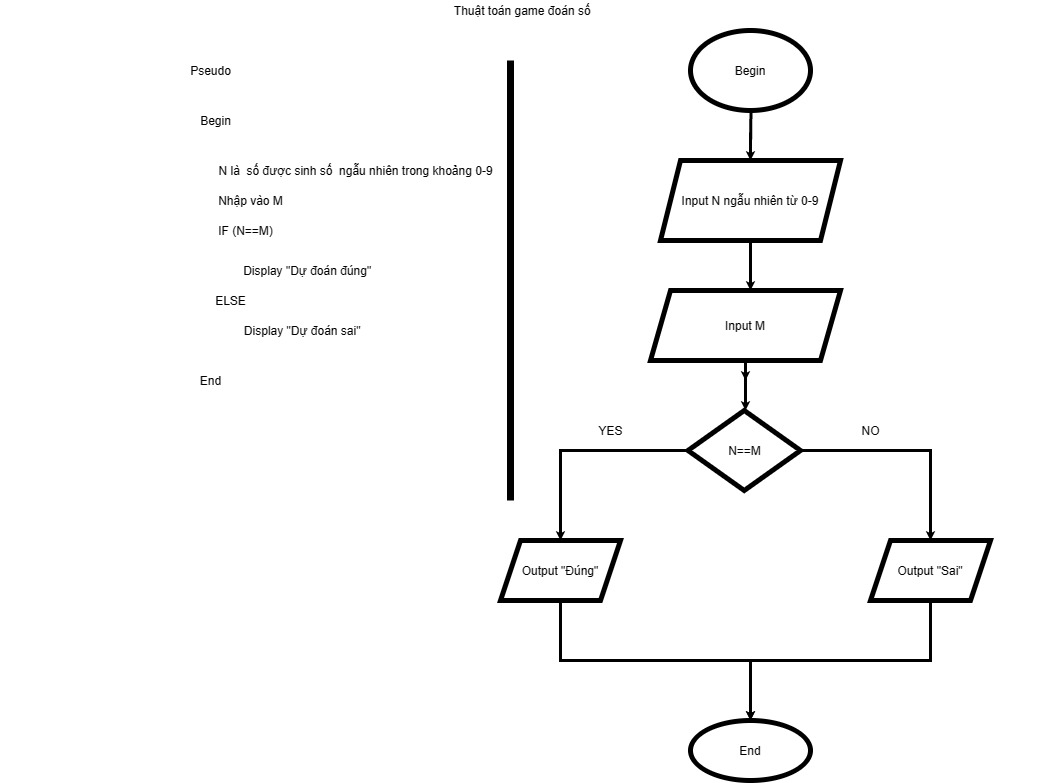 Thuật toán game đoán số
Pseudo
Begin
N là số được sinh số ngẫu nhiên trong khoảng 0-9
Nhập vào M
IF (N==M)
Display "Dự đoán đúng"
ELSE
Display "Dự đoán sai"
End
Begin
Input N ngẫu nhiên từ 0-9
Input M
N==M
YES
NO
Output "Đúng"
Output "Sai"
End